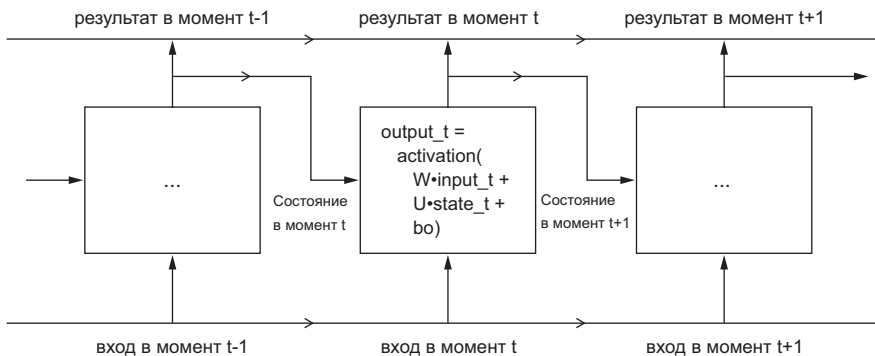 результат в момент t-1
результат в момент t
результат в момент t+1
...
output_t =
activation(
W•input_t +
U•state_t +
bo)
...
Состояние
в момент t
Состояние
в момент t+1
вход в момент t-1
вход в момент t
вход в момент t+1